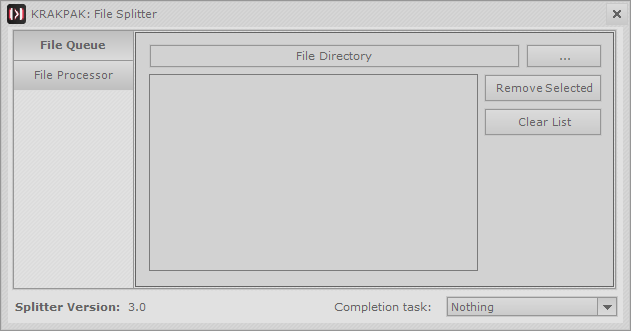 KRAKPAK: File Splitter
File Queue
File Processor
File Directory
...
Remove Selected
Clear List
Splitter Version: 3.0
Completion task: Nothing